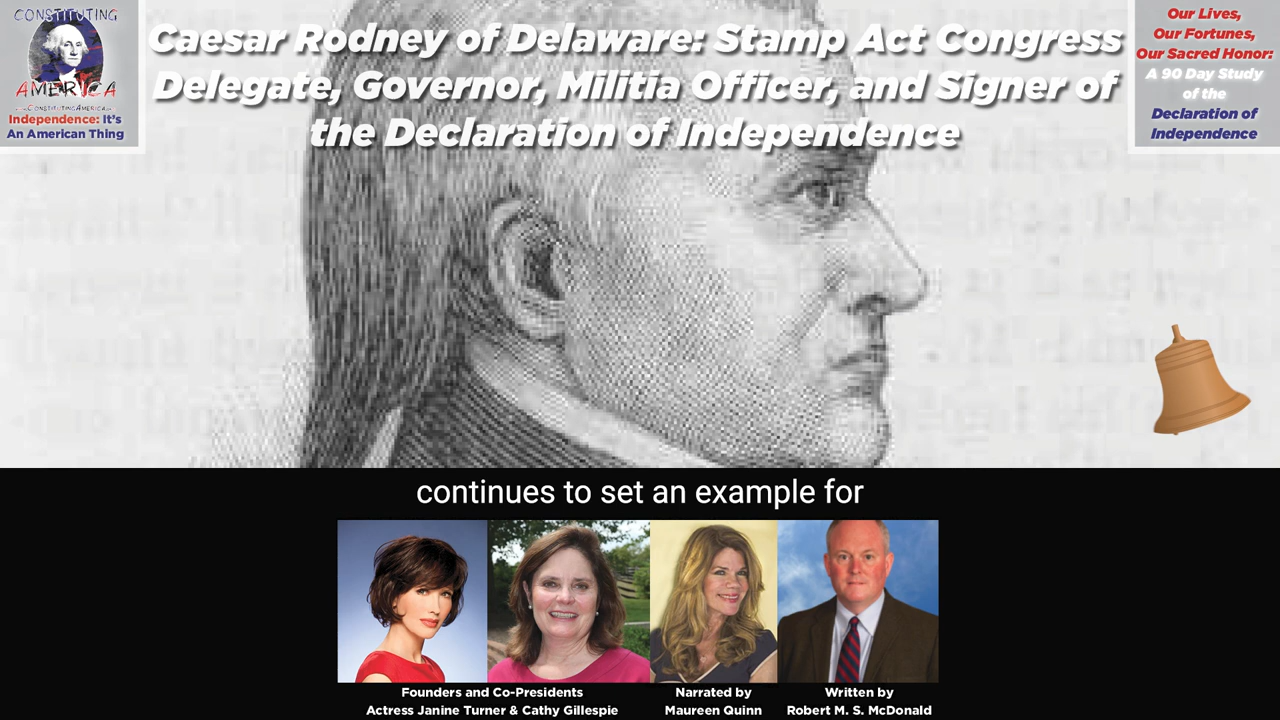 CONSTITUTING
AMERICA
Independence: It's
An American Thing
Caesar Rodney of Delaware: Stamp Act Congress
Delegate, Governor, Militia Officer, and Signer of
the Declaration of Independence
Our Lives,
Our Fortunes,
Our Sacred Honor:
A 90 Day Study
of the
Declaration of
Independence
continues to set an example for
Founders and Co-Presidents
Actress Janine Turner & Cathy Gillespie
Narrated by
Maureen Quinn
Written by
Robert M. S. McDonald